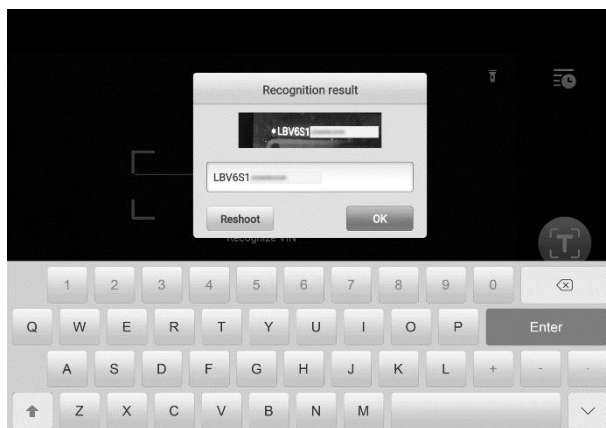 Recognition result
LBV6S1
LBV6S1
Reshoot
OK
Recognize VIN
1 2 3 4 5 6 7 8 9 0
Q W E R T Y U I O P Enter
A S D F G H J K L + - .
Z X C V B N M